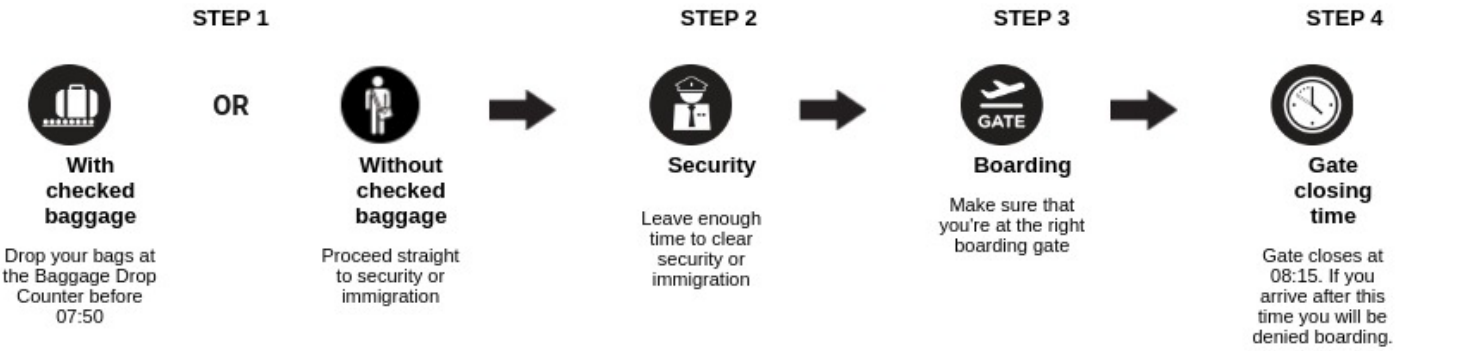 STEP 1
STEP 2
STEP 3
STEP 4
OR
GATE
With
checked
baggage
Drop your bags at
the Baggage Drop
Counter before
07:50
Without
checked
baggage
Proceed straight
to security or
immigration
Security
Leave enough
time to clear
security or
immigration
Boarding
Make sure that
you're at the right
boarding gate
Gate
closing
time
Gate closes at
08:15. If you
arrive after this
time you will be
denied boarding.